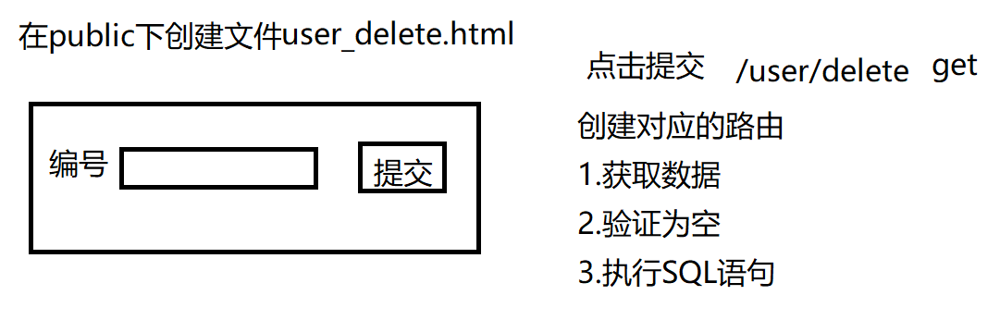 在public下创建文件user_delete.html
编号
提交
点击提交 /user/delete get
创建对应的路由
1.获取数据
2.验证为空
3.执行SQL语句